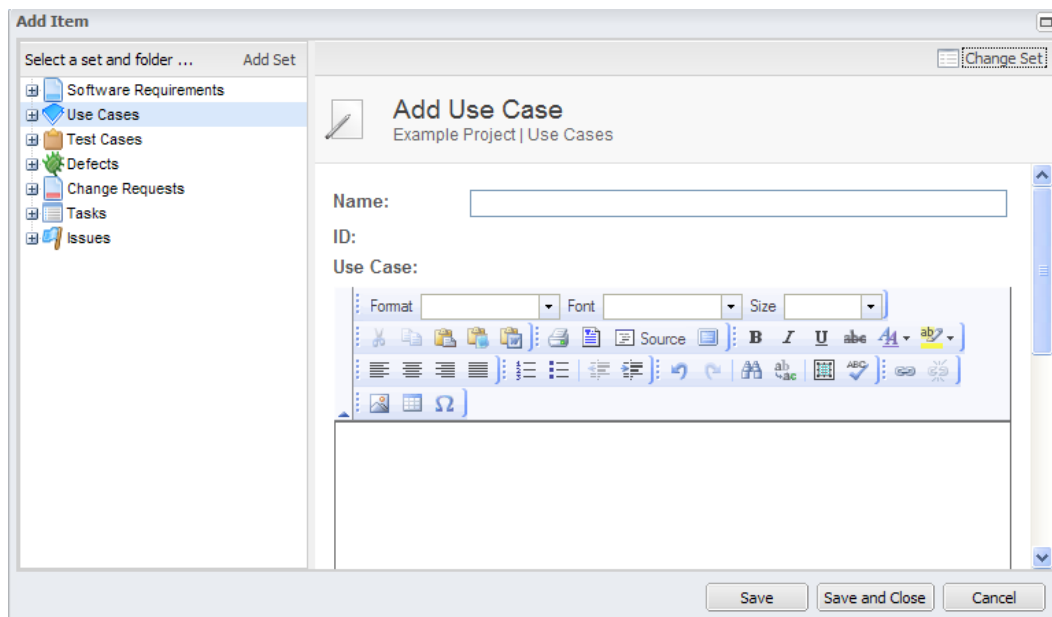 Add Item
Select a set and folder ... Add Set
Change Set
Software Requirements
Use Cases
Test Cases
Defects
Change Requests
Tasks
Issues
Add Use Case
Example Project | Use Cases
Name:
ID:
Use Case:
Format Font Size
Source B I U abc
ABC
Ω
Save Save and Close Cancel